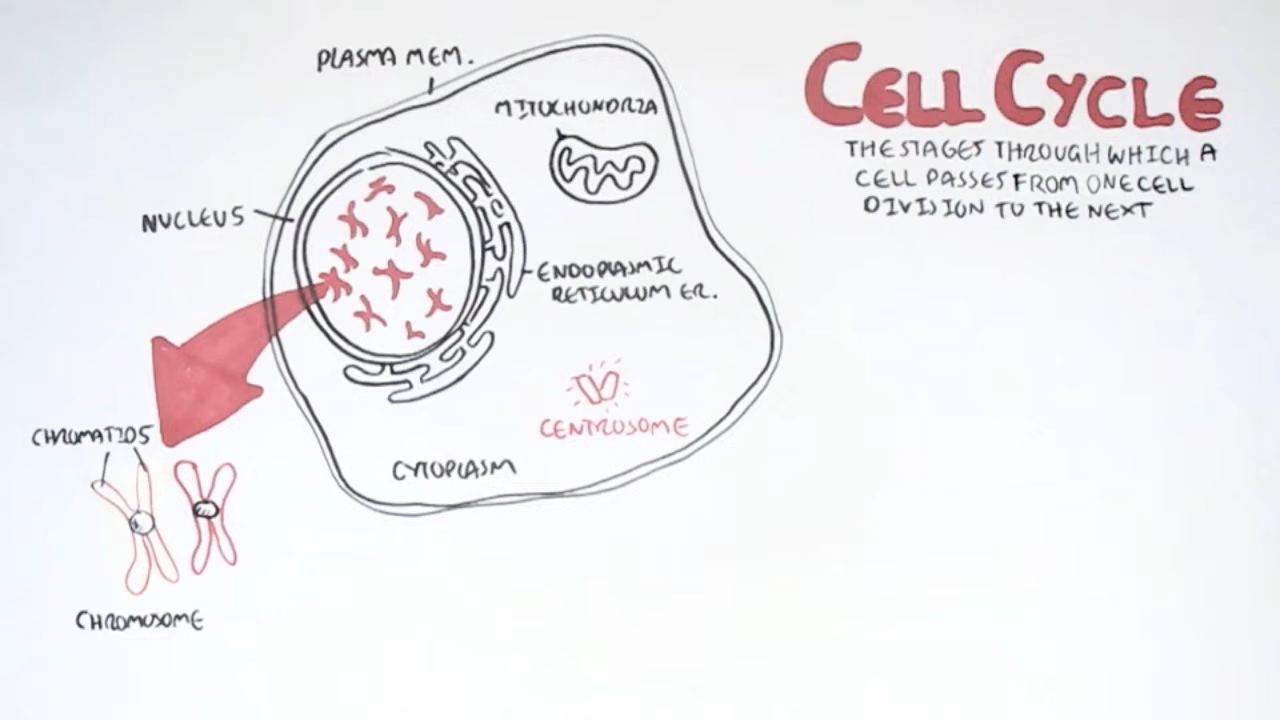 PLASMA MEM.
MITOCHONDRIA
CELL CYCLE
THE STAGES THROUGH WHICH A
CELL PASSES FROM ONE CELL
DIVISION TO THE NEXT
NUCLEUS
ENDOPLASMIC
RETICULUM ER.
CENTROSOME
CHROMATIDS
CYTOPLASM
CHROMOSOME